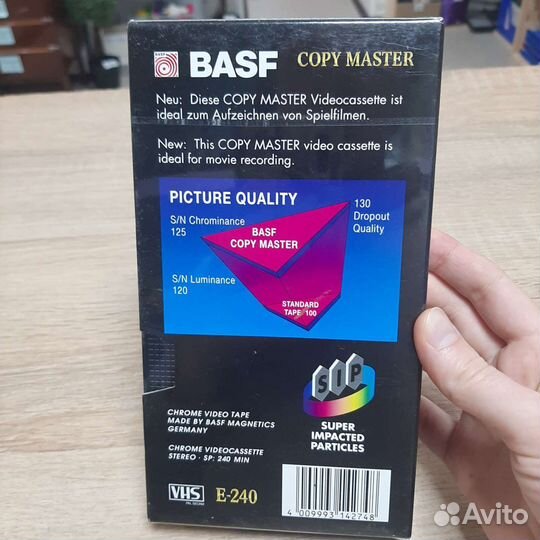 BASF COPY MASTER
Neu: Diese COPY MASTER Videocassette ist
ideal zum Aufzeichnen von Spielfilmen.
New: This COPY MASTER video cassette is
ideal for movie recording.
PICTURE QUALITY
S/N Chrominance
125
130
Dropout
Quality
BASF
COPY MASTER
S/N Luminance
120
STANDARD
TAPE 100
SIP
SUPER
IMPACTED
PARTICLES
CHROME VIDEO TAPE
MADE BY BASF MAGNETICS
GERMANY
CHROME VIDEOCASSETTE
STEREO · SP: 240 MIN
VHS
PAL SECAM
E-240
4 009993 142748
Avito